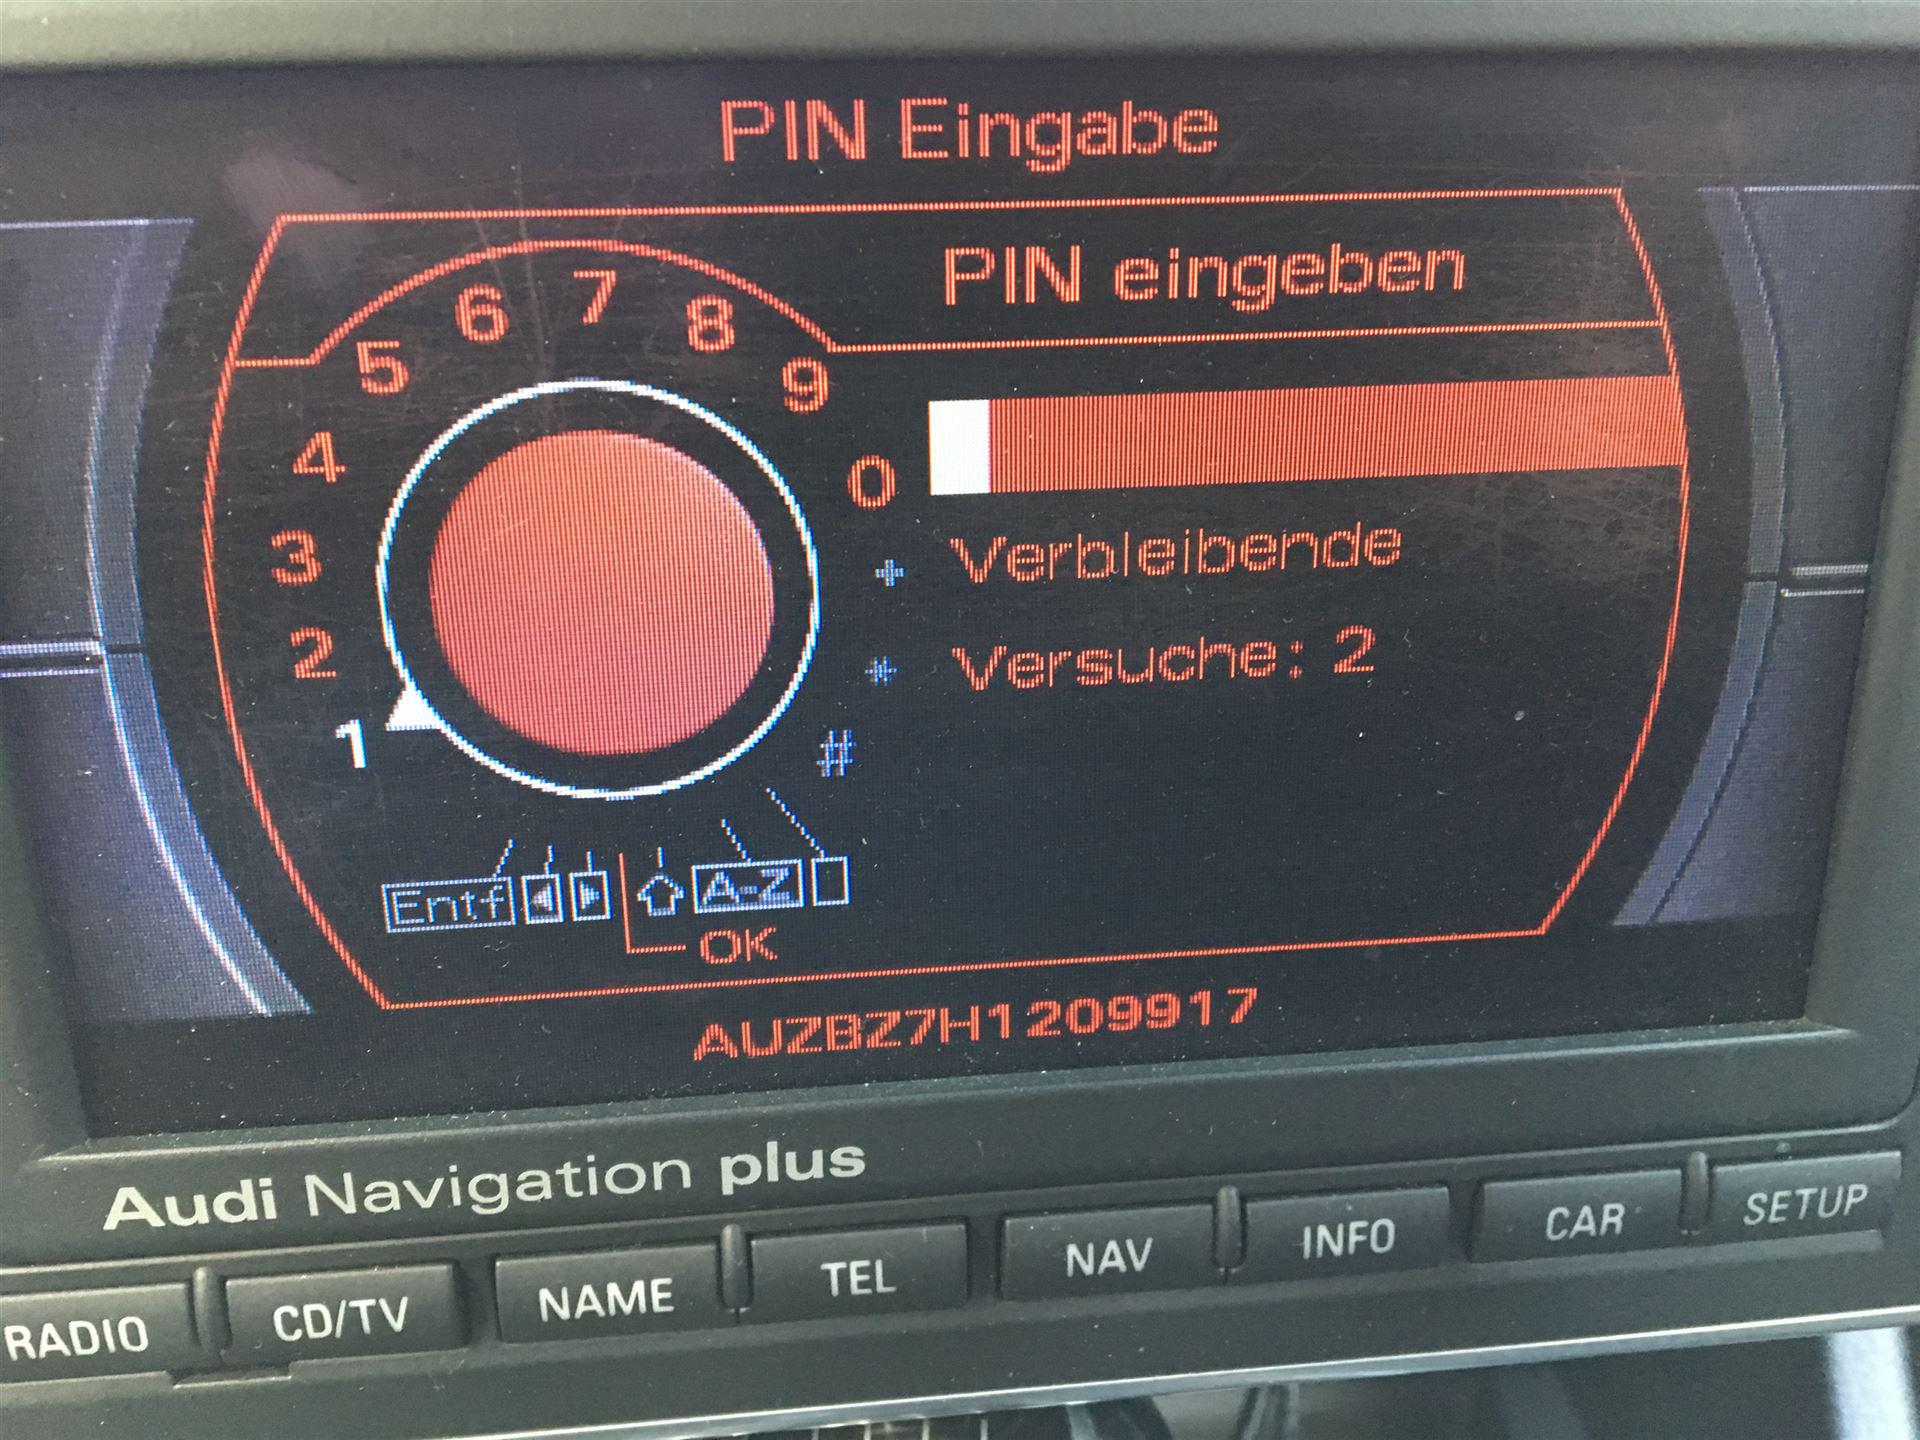 PIN Eingabe
PIN eingeben
1 2 3 4 5 6 7 8 9 0 + * #
Verbleibende
Versuche: 2
Entf A-Z
OK
AUZBZ7H1209917
Audi Navigation plus
RADIO CD/TV NAME TEL NAV INFO CAR SETUP